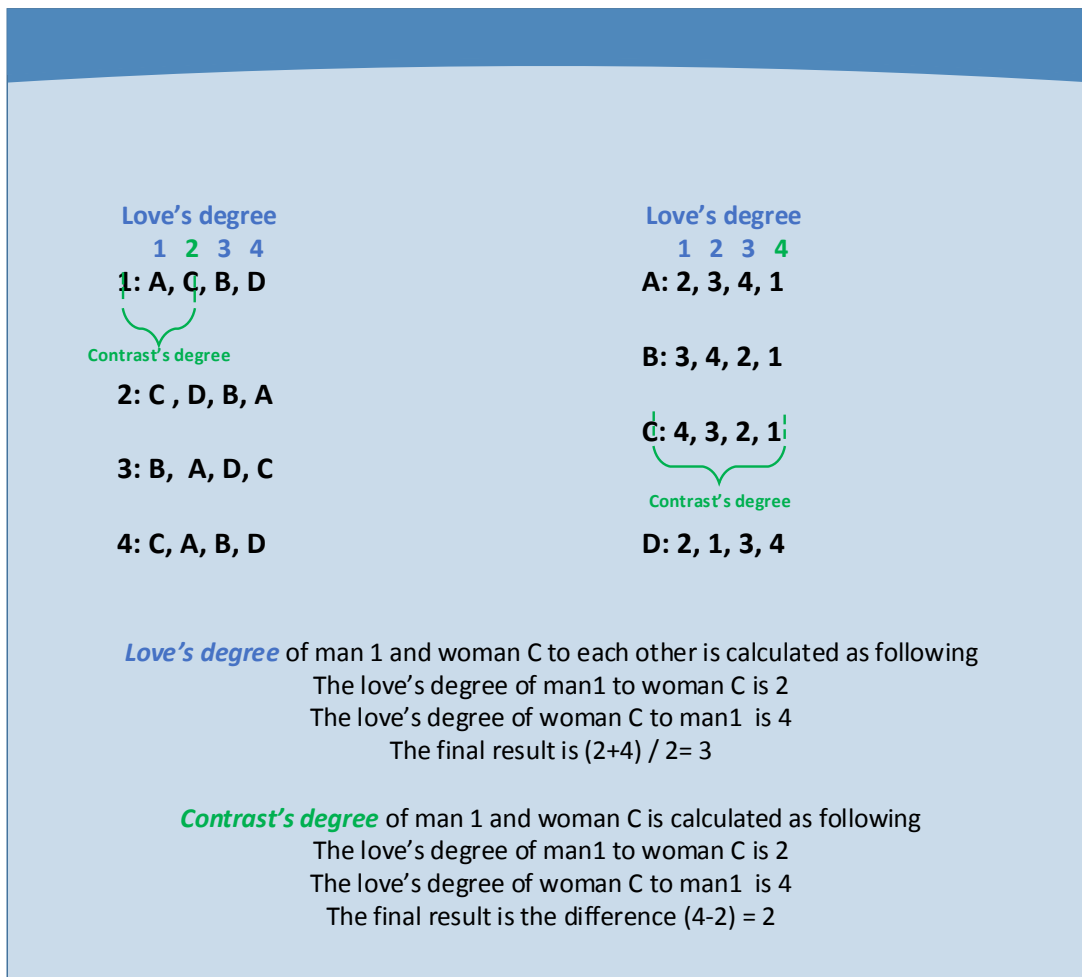 Love's degree
1 2 3 4
1: A, C, B, D
Contrast's degree
2: C , D, B, A
3: B, A, D, C
4: C, A, B, D
Love's degree
1 2 3 4
A: 2, 3, 4, 1
B: 3, 4, 2, 1
C: 4, 3, 2, 1
Contrast's degree
D: 2, 1, 3, 4
Love's degree of man 1 and woman C to each other is calculated as following
The love's degree of man1 to woman C is 2
The love's degree of woman C to man1 is 4
The final result is (2+4) / 2= 3
Contrast's degree of man 1 and woman C is calculated as following
The love's degree of man1 to woman C is 2
The love's degree of woman C to man1 is 4
The final result is the difference (4-2) = 2